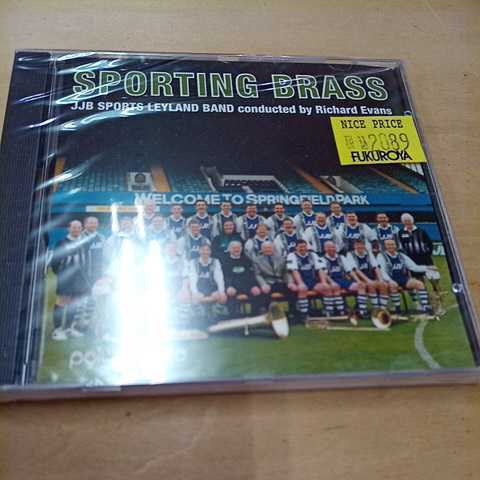 SPORTING BRASS
JJB SPORTS LEYLAND BAND conducted by Richard Evans
NICE PRICE
2089
FUKUROYA
WELCOME TO SPRINGFIELD PARK